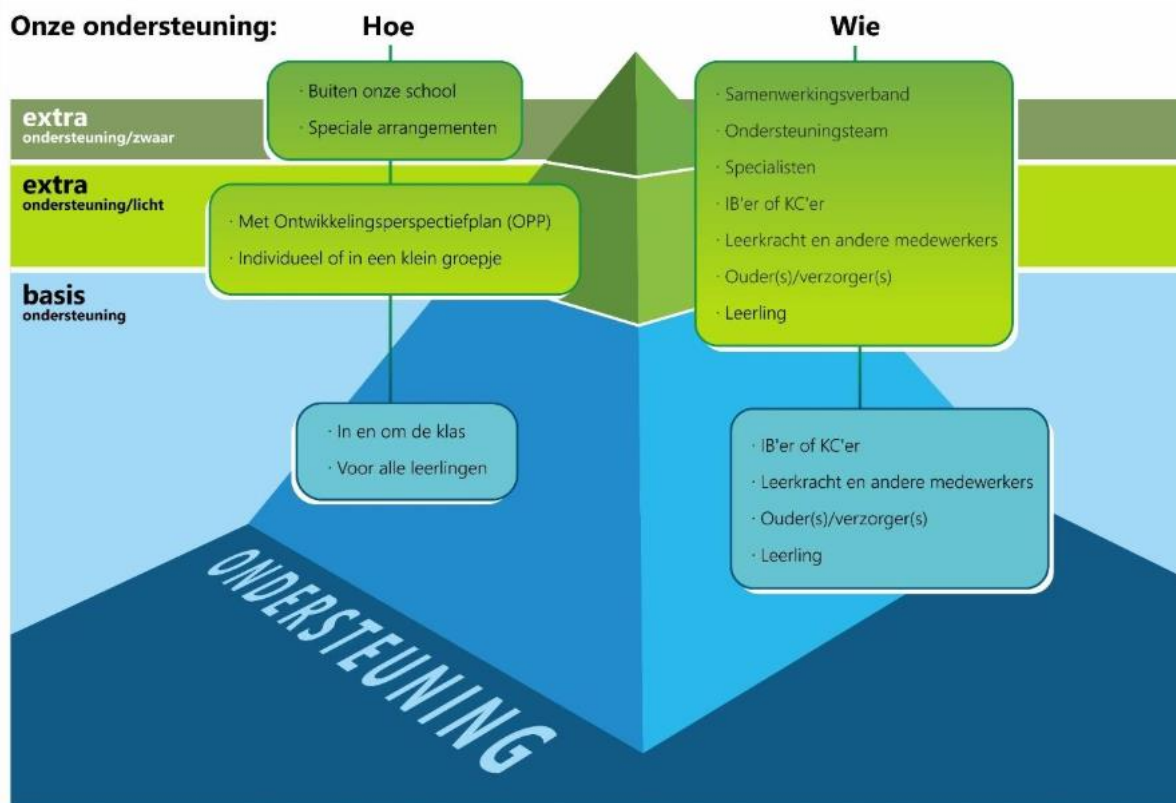 Onze ondersteuning:
Hoe
Wie
extra
ondersteuning/zwaar
· Buiten onze school
· Speciale arrangementen
extra
ondersteuning/licht
· Met Ontwikkelingsperspectiefplan (OPP)
· Individueel of in een klein groepje
· Samenwerkingsverband
· Ondersteuningsteam
· Specialisten
· IB'er of KC'er
· Leerkracht en andere medewerkers
· Ouder(s)/verzorger(s)
· Leerling
basis
ondersteuning
· In en om de klas
· Voor alle leerlingen
· IB'er of KC'er
· Leerkracht en andere medewerkers
· Ouder(s)/verzorger(s)
· Leerling
ONDERSTEUNING